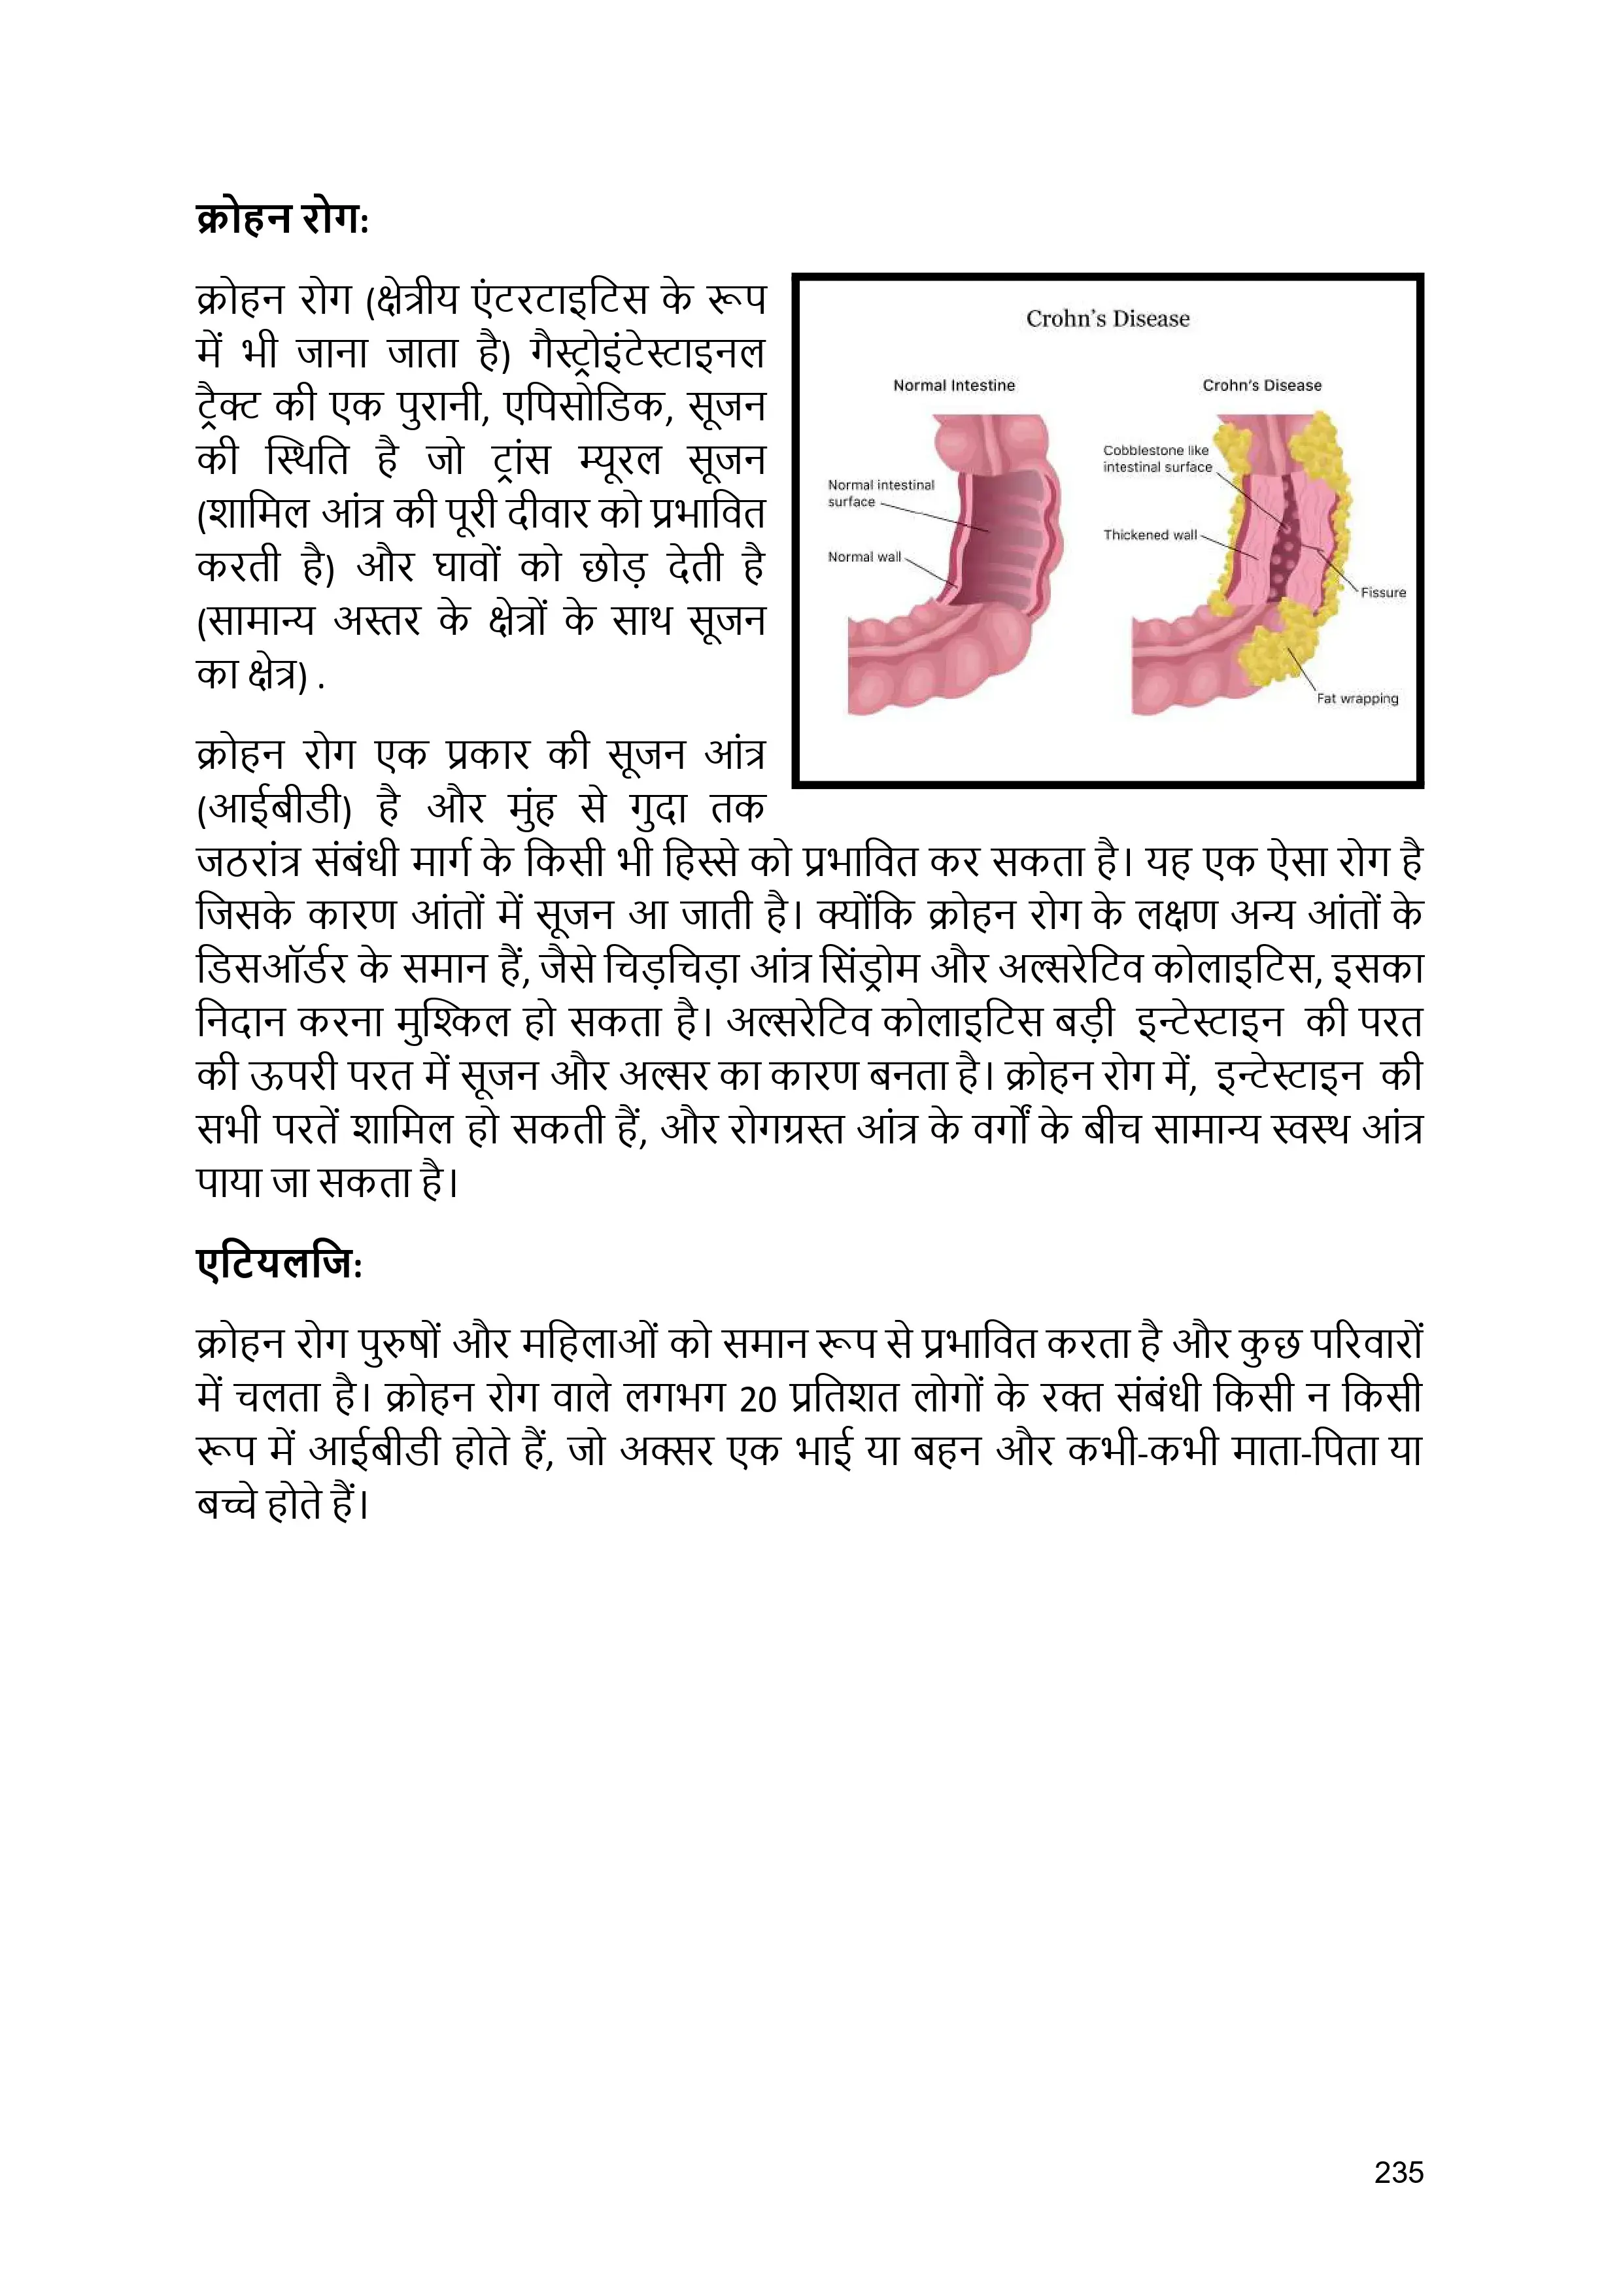 क्रोहन रोग:
क्रोहन रोग (क्षेत्रीय एंटरटाइटिस के रूप
में भी जाना जाता है) गैस्ट्रोइंटेस्टाइनल
ट्रैक्ट की एक पुरानी, एपिसोडिक, सूजन
की स्थिति है जो ट्रांस म्यूरल सूजन
(शामिल आंत्र की पूरी दीवार को प्रभावित
करती है) और घावों को छोड़ देती है
(सामान्य अस्तर के क्षेत्रों के साथ सूजन
का क्षेत्र) .
Crohn's Disease
Normal Intestine
Normal intestinal
surface
Normal wall
Crohn's Disease
Cobblestone like
intestinal surface
Thickened wall
Fissure
Fat wrapping
क्रोहन रोग एक प्रकार की सूजन आंत्र
(आईबीडी) है और मुंह से गुदा तक
जठरांत्र संबंधी मार्ग के किसी भी हिस्से को प्रभावित कर सकता है। यह एक ऐसा रोग है
जिसके कारण आंतों में सूजन आ जाती है। क्योंकि क्रोहन रोग के लक्षण अन्य आंतों के
डिसऑर्डर के समान हैं, जैसे चिड़चिड़ा आंत्र सिंड्रोम और अल्सरेटिव कोलाइटिस, इसका
निदान करना मुश्किल हो सकता है। अल्सरेटिव कोलाइटिस बड़ी इन्टेस्टाइन की परत
की ऊपरी परत में सूजन और अल्सर का कारण बनता है। क्रोहन रोग में, इन्टेस्टाइन की
सभी परतें शामिल हो सकती हैं, और रोगग्रस्त आंत्र के वर्गों के बीच सामान्य स्वस्थ आंत्र
पाया जा सकता है।
एटियलजि:
क्रोहन रोग पुरुषों और महिलाओं को समान रूप से प्रभावित करता है और कुछ परिवारों
में चलता है। क्रोहन रोग वाले लगभग 20 प्रतिशत लोगों के रक्त संबंधी किसी न किसी
रूप में आईबीडी होते हैं, जो अक्सर एक भाई या बहन और कभी-कभी माता-पिता या
बच्चे होते हैं।
235